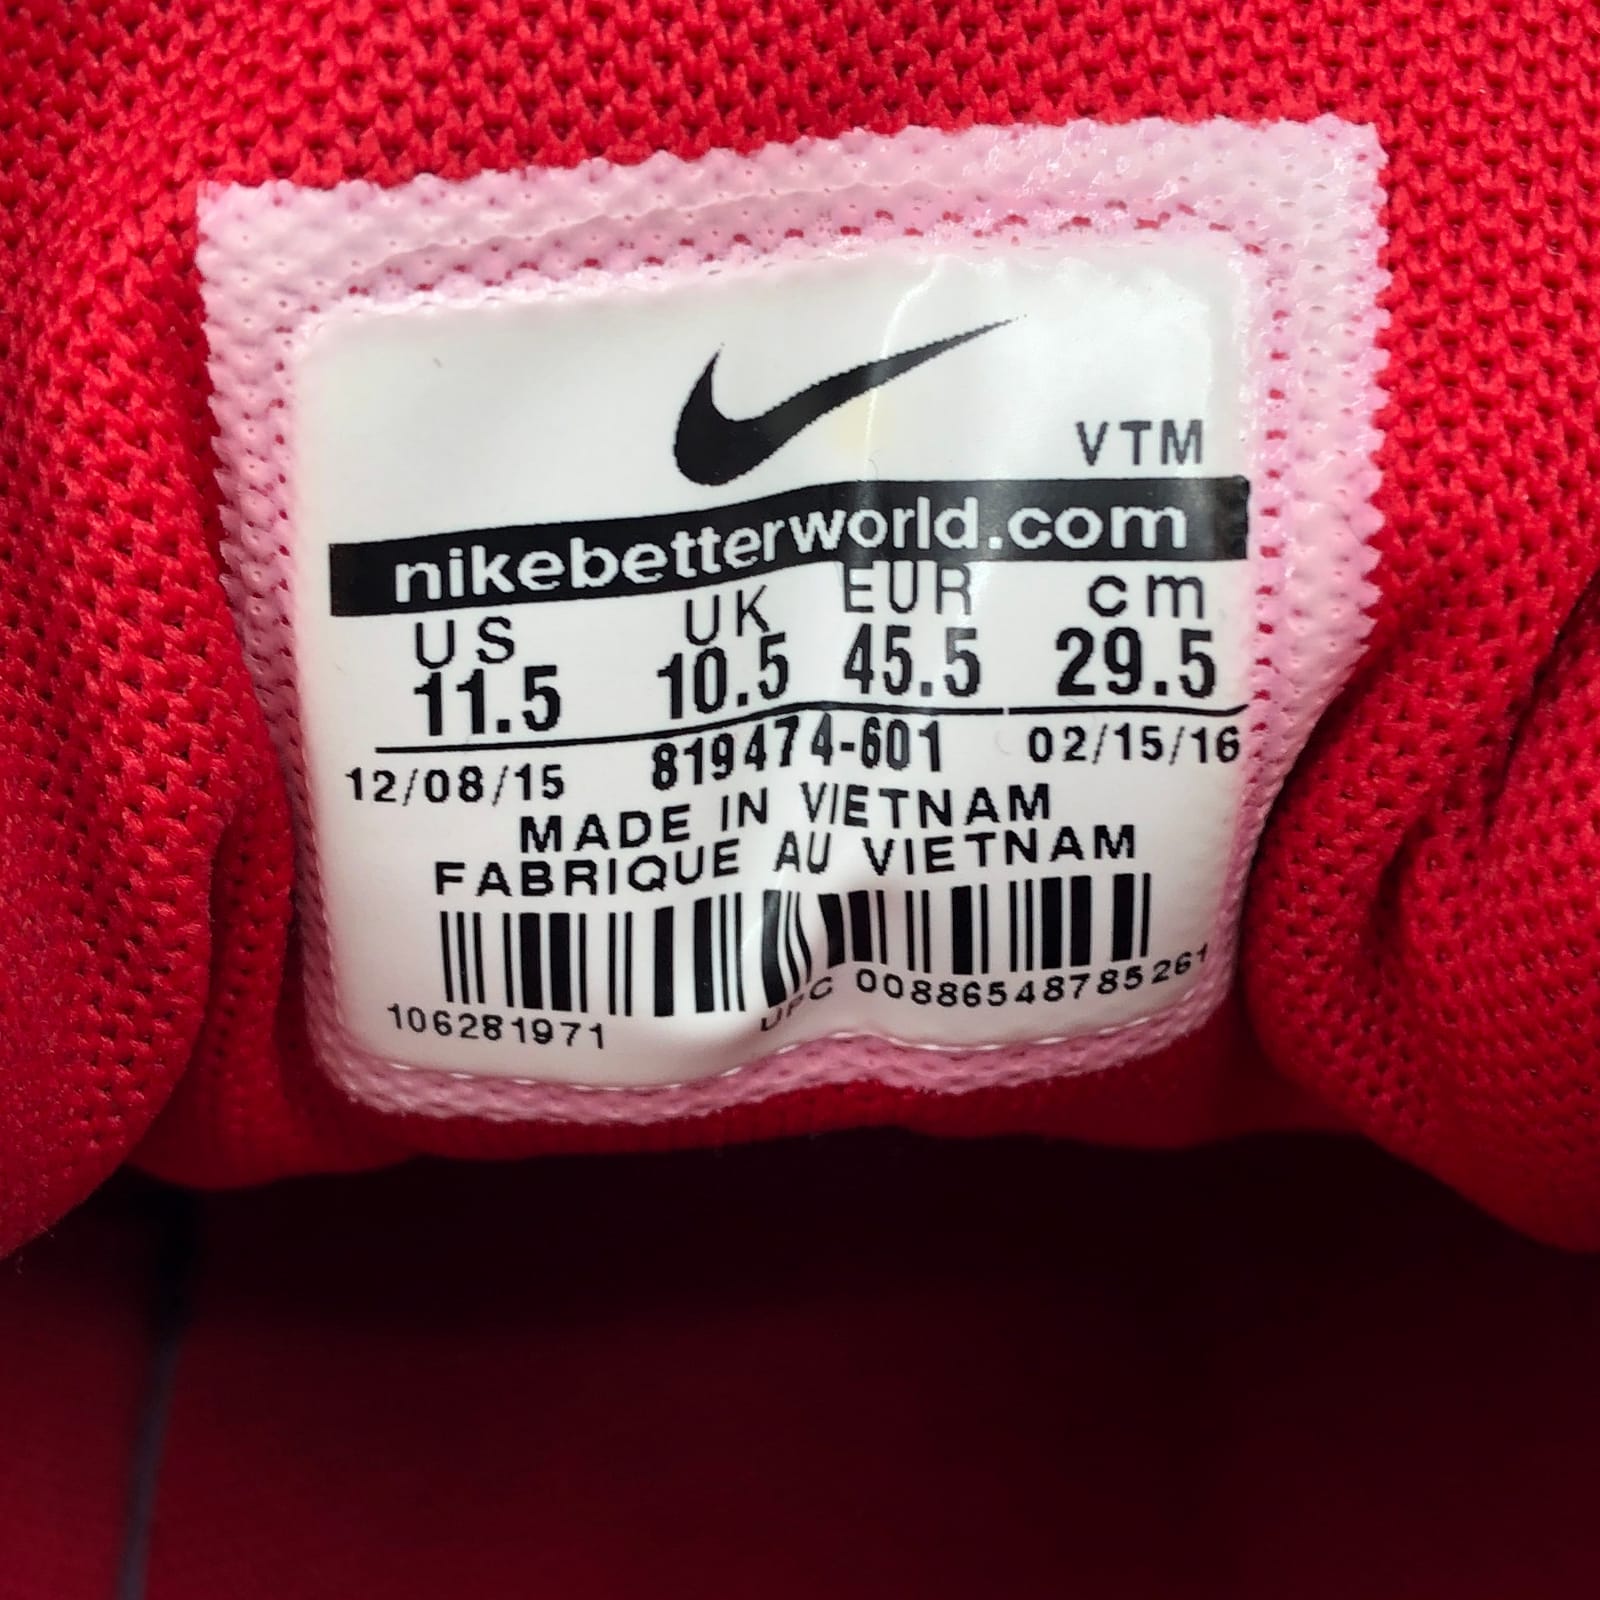 VTM
nikebetterworld.com
US UK EUR cm
11.5 10.5 45.5 29.5
12/08/15 819474-601 02/15/16
MADE IN VIETNAM
FABRIQUE AU VIETNAM
106281971 UPC 00886548785261